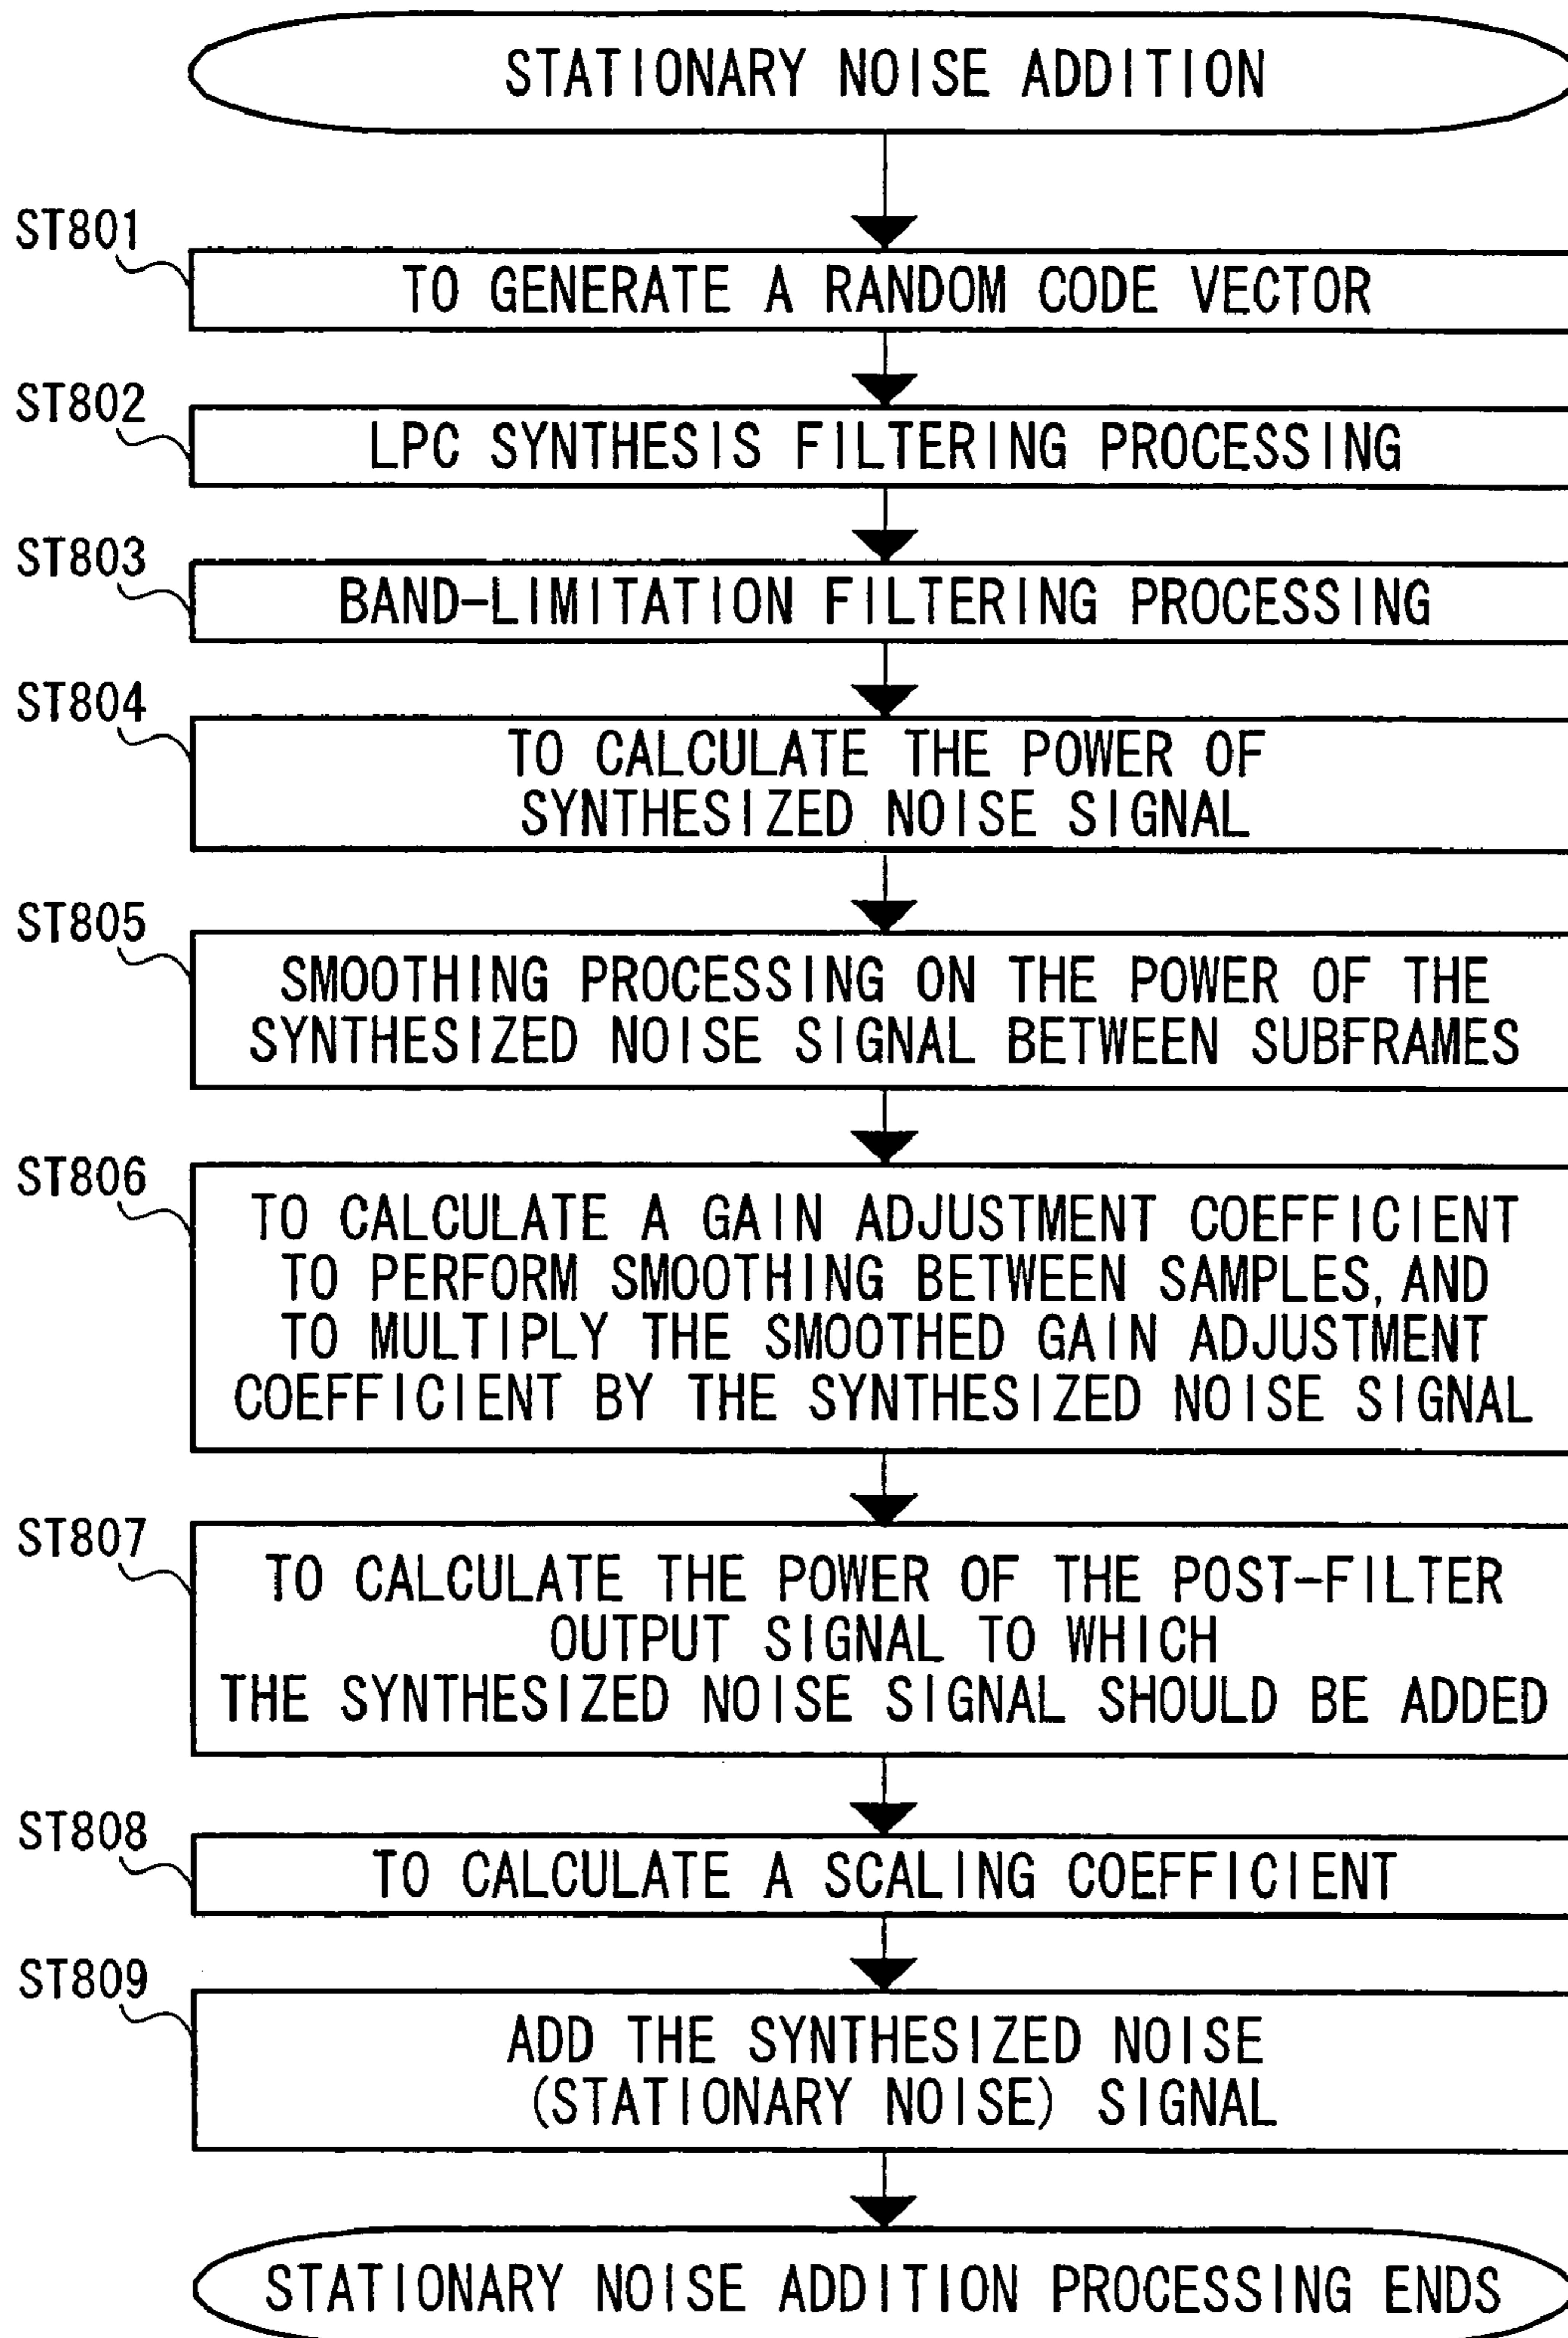 STATIONARY NOISE ADDITION
ST801
TO GENERATE A RANDOM CODE VECTOR
ST802
LPC SYNTHESIS FILTERING PROCESSING
ST803
BAND-LIMITATION FILTERING PROCESSING
ST804
TO CALCULATE THE POWER OF
SYNTHESIZED NOISE SIGNAL
ST805
SMOOTHING PROCESSING ON THE POWER OF THE
SYNTHESIZED NOISE SIGNAL BETWEEN SUBFRAMES
ST806
TO CALCULATE A GAIN ADJUSTMENT COEFFICIENT
TO PERFORM SMOOTHING BETWEEN SAMPLES, AND
TO MULTIPLY THE SMOOTHED GAIN ADJUSTMENT
COEFFICIENT BY THE SYNTHESIZED NOISE SIGNAL
ST807
TO CALCULATE THE POWER OF THE POST-FILTER
OUTPUT SIGNAL TO WHICH
THE SYNTHESIZED NOISE SIGNAL SHOULD BE ADDED
ST808
TO CALCULATE A SCALING COEFFICIENT
ST809
ADD THE SYNTHESIZED NOISE
(STATIONARY NOISE) SIGNAL
STATIONARY NOISE ADDITION PROCESSING ENDS